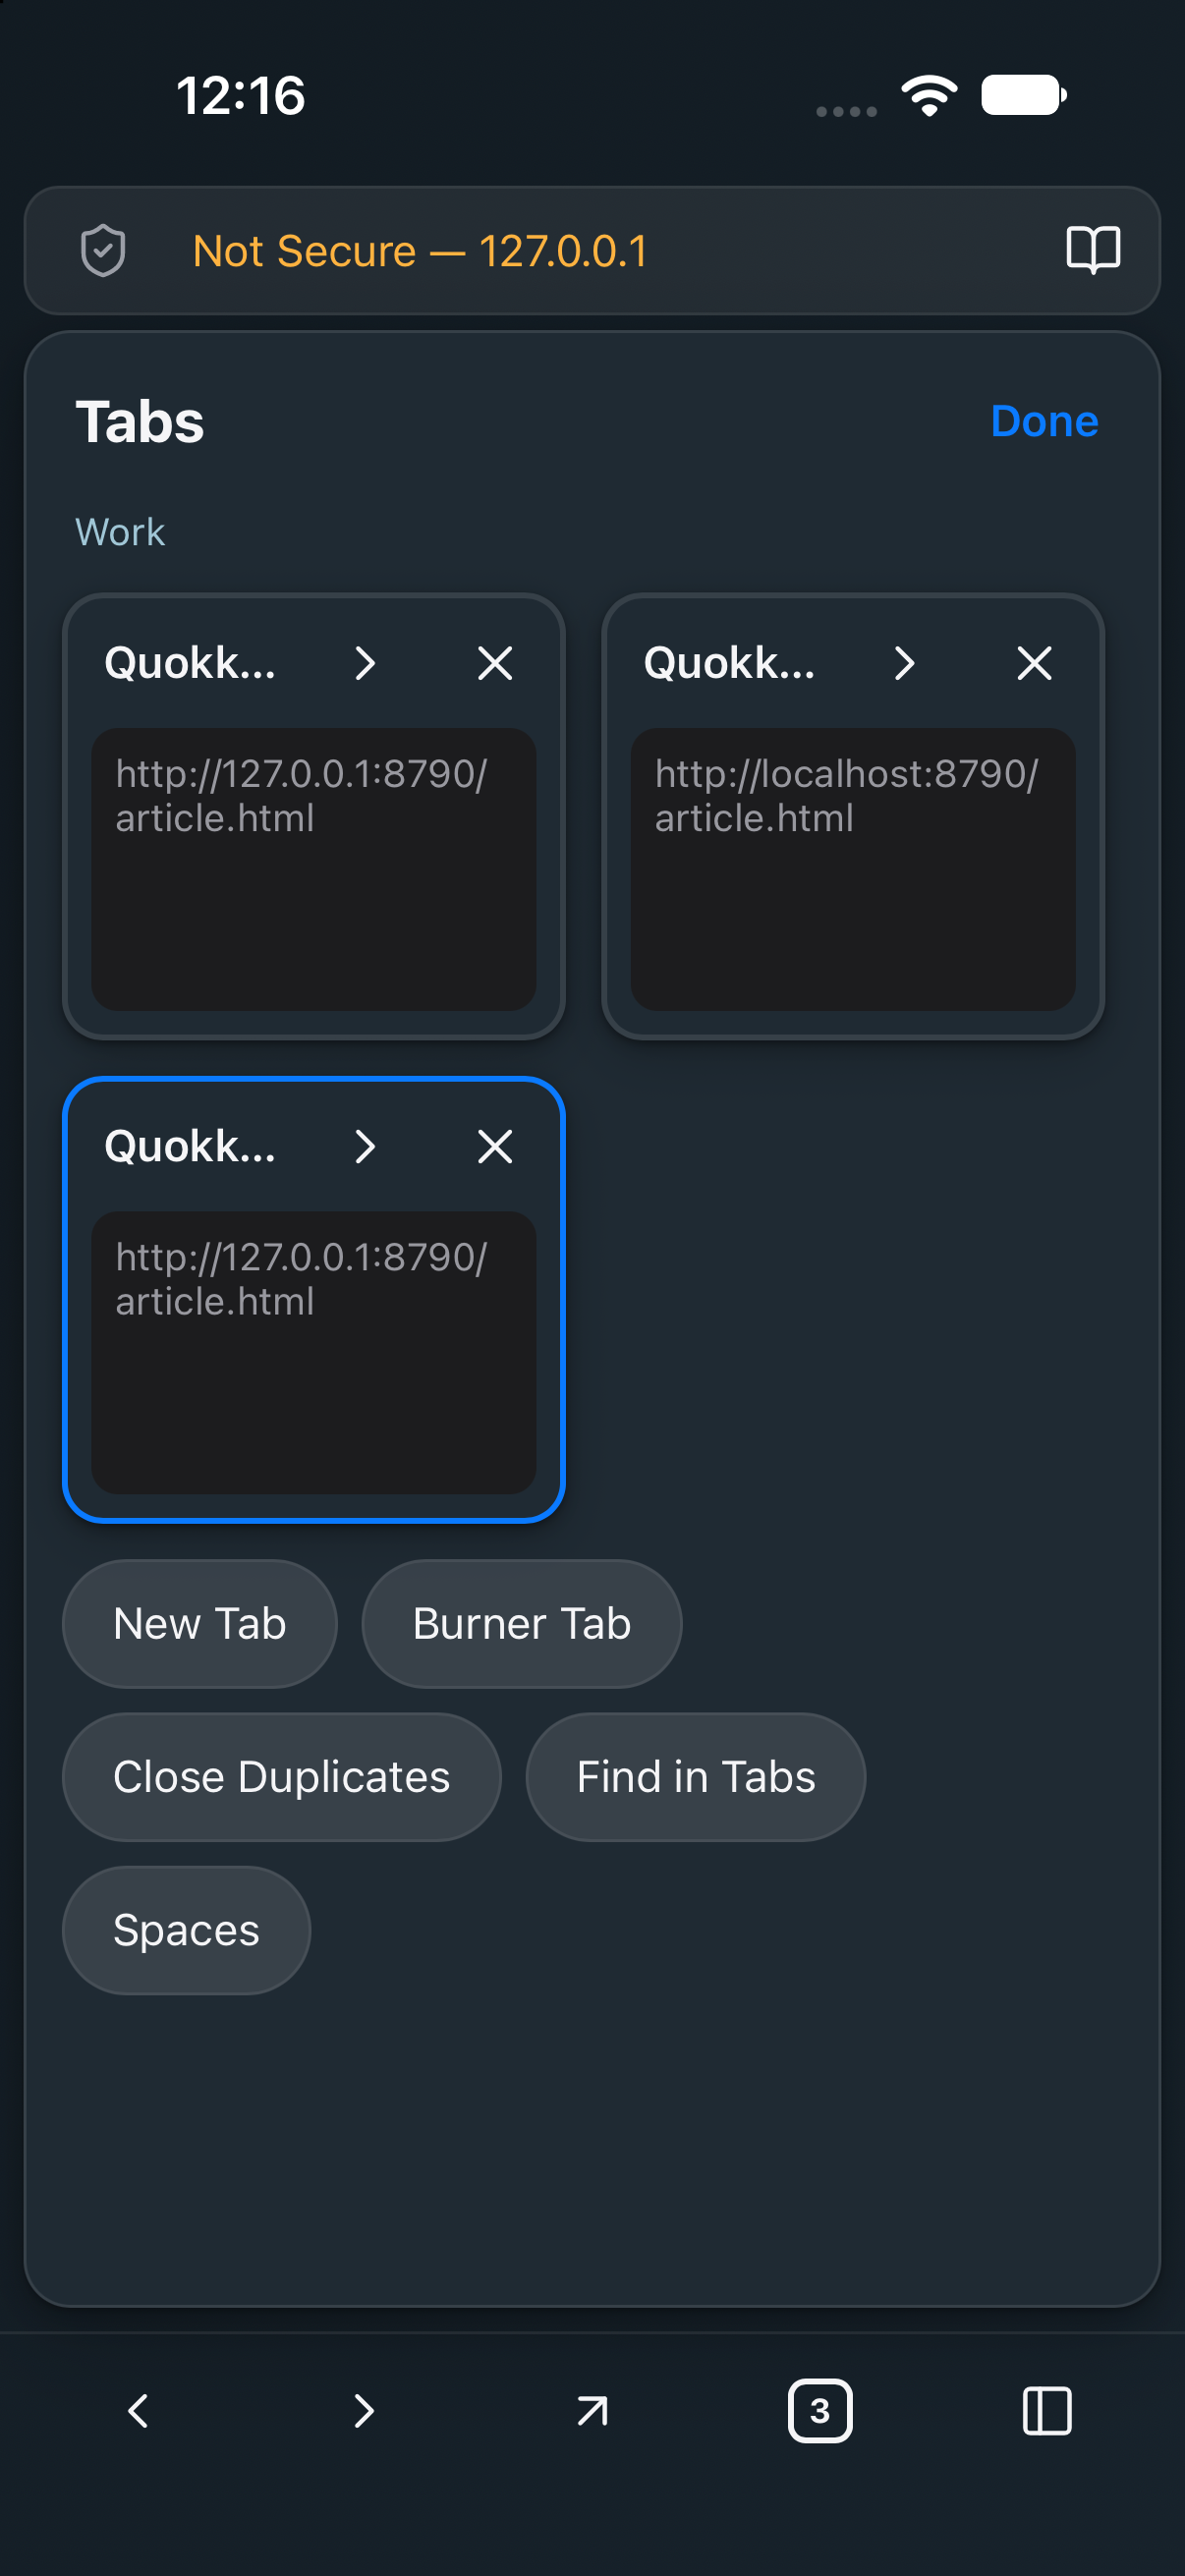 12:16
Not Secure — 127.0.0.1
Tabs
Done
Work
Quokk...
Quokk...
http://127.0.0.1:8790/
article.html
http://localhost:8790/
article.html
Quokk...
http://127.0.0.1:8790/
article.html
New Tab
Burner Tab
Close Duplicates
Find in Tabs
Spaces
3